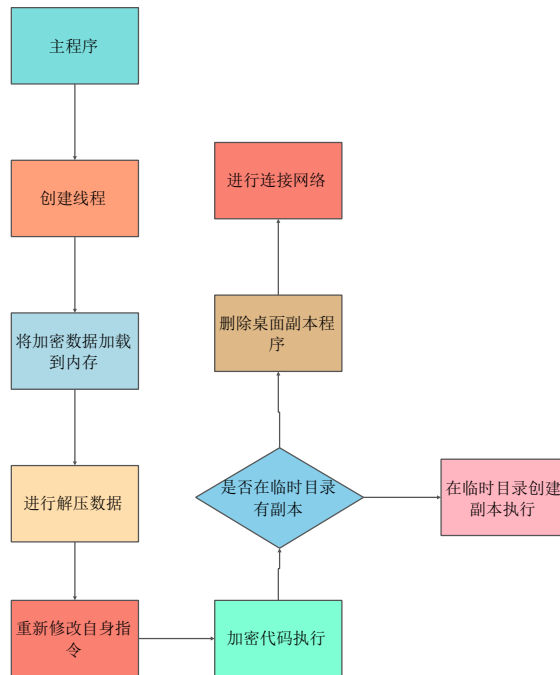 主程序
创建线程
将加密数据加载
到内存
进行解压数据
重新修改自身指
令
加密代码执行
是否在临时目录
有副本
删除桌面副本程
序
进行连接网络
在临时目录创建
副本执行